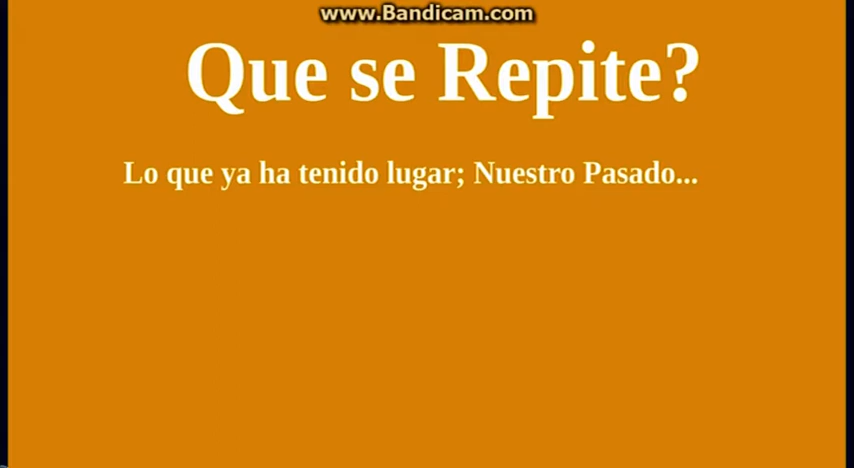 www.Bandicam.com
Que se Repite?
Lo que ya ha tenido lugar; Nuestro Pasado...